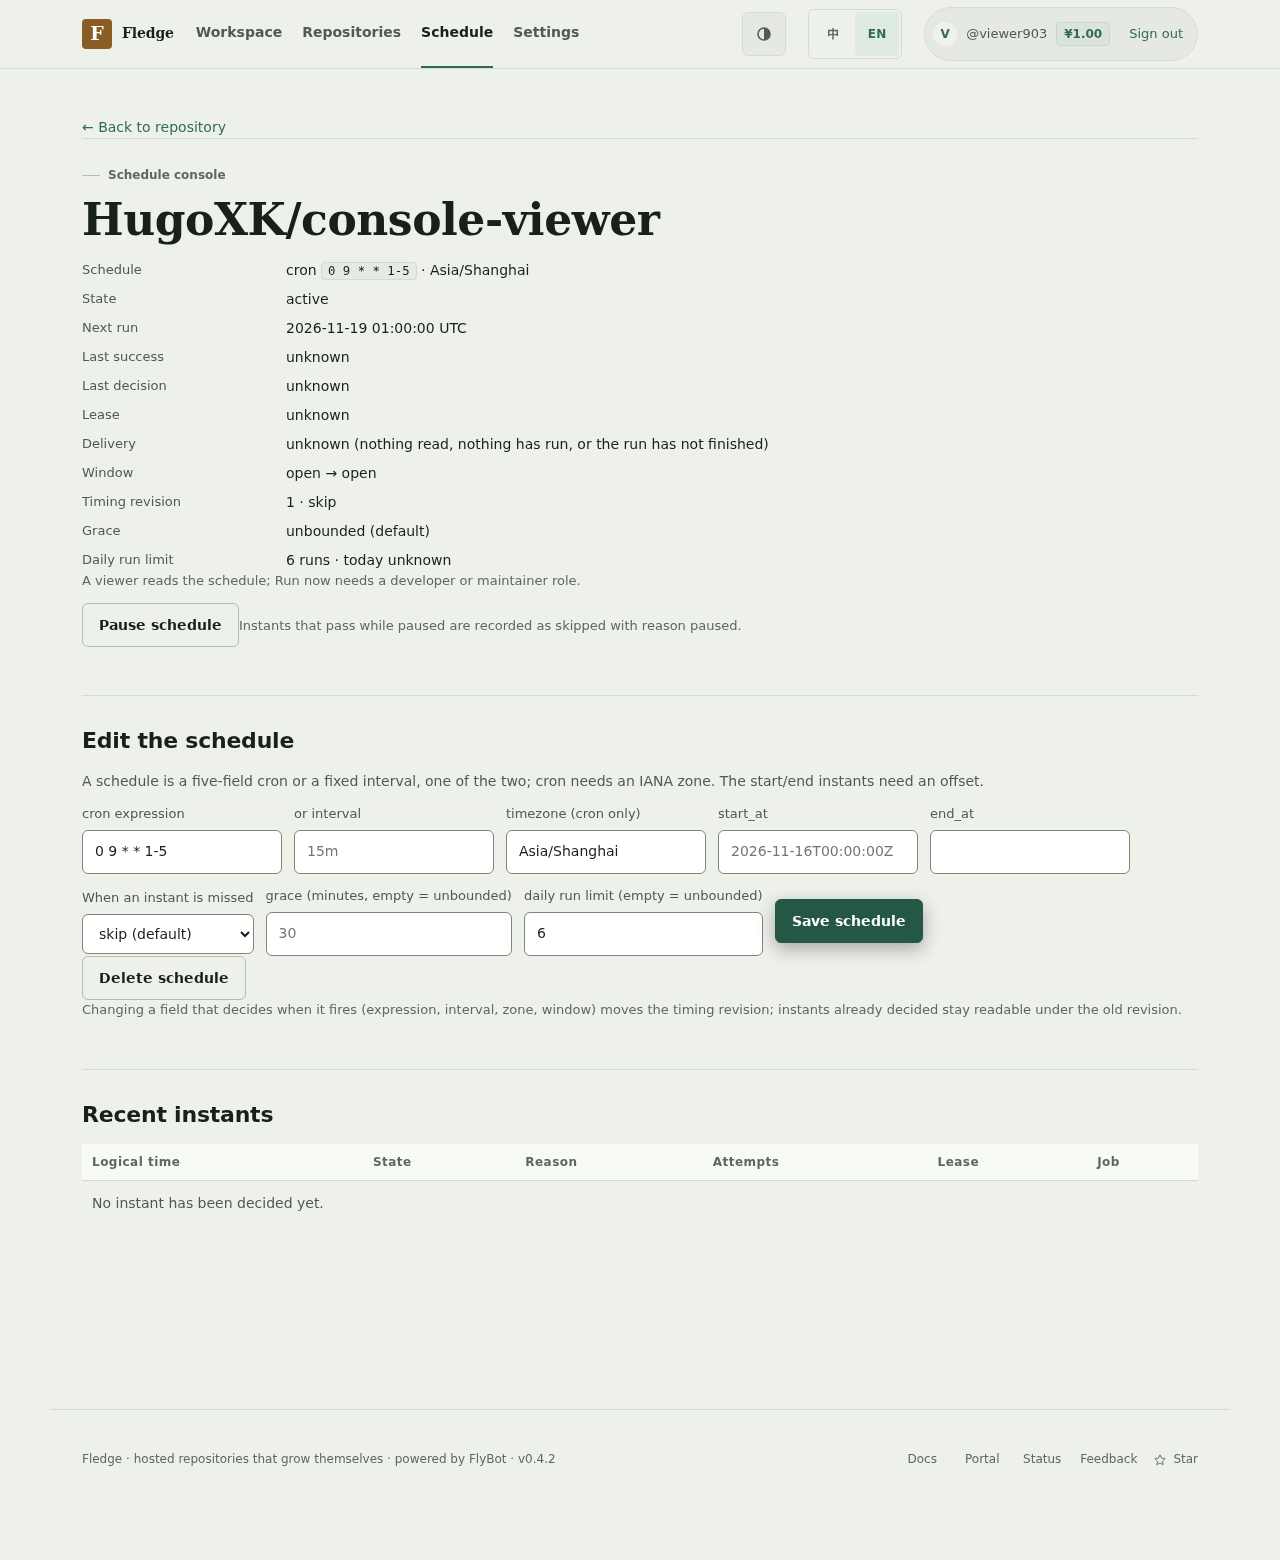 F Fledge Workspace Repositories Schedule Settings 中 EN V @viewer903 ¥1.00 Sign out
← Back to repository
Schedule console
HugoXK/console-viewer
Schedule cron 0 9 * * 1-5 · Asia/Shanghai
State active
Next run 2026-11-19 01:00:00 UTC
Last success unknown
Last decision unknown
Lease unknown
Delivery unknown (nothing read, nothing has run, or the run has not finished)
Window open → open
Timing revision 1 · skip
Grace unbounded (default)
Daily run limit 6 runs · today unknown
A viewer reads the schedule; Run now needs a developer or maintainer role.
Pause schedule Instants that pass while paused are recorded as skipped with reason paused.
Edit the schedule
A schedule is a five-field cron or a fixed interval, one of the two; cron needs an IANA zone. The start/end instants need an offset.
cron expression or interval timezone (cron only) start_at end_at
0 9 * * 1-5 15m Asia/Shanghai 2026-11-16T00:00:00Z
When an instant is missed grace (minutes, empty = unbounded) daily run limit (empty = unbounded)
skip (default) 30 6 Save schedule
Delete schedule
Changing a field that decides when it fires (expression, interval, zone, window) moves the timing revision; instants already decided stay readable under the old revision.
Recent instants
Logical time State Reason Attempts Lease Job
No instant has been decided yet.
Fledge · hosted repositories that grow themselves · powered by FlyBot · v0.4.2 Docs Portal Status Feedback Star